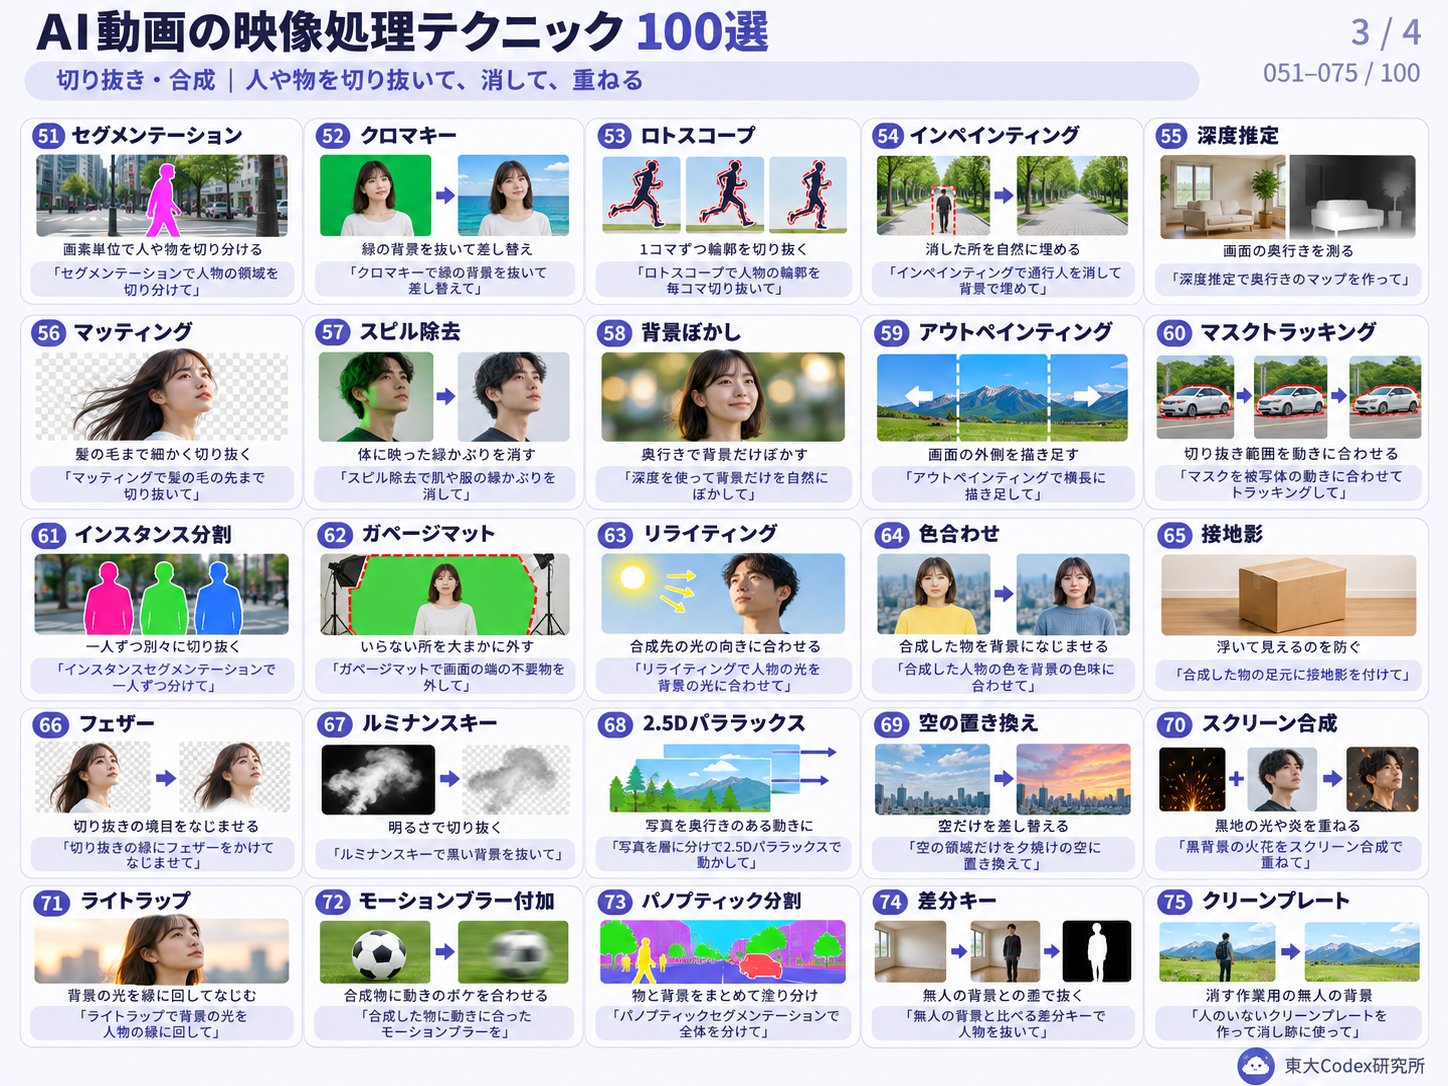 AI動画の映像処理テクニック 100選
3 / 4
切り抜き・合成｜人や物を切り抜いて、消して、重ねる
051–075 / 100
51 セグメンテーション
画素単位で人や物を切り分ける
「セグメンテーションで人物の領域を
切り分けて」
52 クロマキー
緑の背景を抜いて差し替え
「クロマキーで緑の背景を抜いて
差し替えて」
53 ロトスコープ
1コマずつ輪郭を切り抜く
「ロトスコープで人物の輪郭を
毎コマ切り抜いて」
54 インペインティング
消した所を自然に埋める
「インペインティングで通行人を消して
背景で埋めて」
55 深度推定
画面の奥行きを測る
「深度推定で奥行きのマップを作って」
56 マッティング
髪の毛まで細かく切り抜く
「マッティングで髪の毛の先まで
切り抜いて」
57 スピル除去
体に映った緑かぶりを消す
「スピル除去で肌や服の緑かぶりを
消して」
58 背景ぼかし
奥行きで背景だけぼかす
「深度を使って背景だけを自然に
ぼかして」
59 アウトペインティング
画面の外側を描き足す
「アウトペインティングで横長に
描き足して」
60 マスクトラッキング
切り抜き範囲を動きに合わせる
「マスクを被写体の動きに合わせて
トラッキングして」
61 インスタンス分割
一人ずつ別々に切り抜く
「インスタンスセグメンテーションで
一人ずつ分けて」
62 ガベージマット
いらない所を大まかに外す
「ガベージマットで画面の端の不要物を
外して」
63 リライティング
合成先の光の向きに合わせる
「リライティングで人物の光を
背景の光に合わせて」
64 色合わせ
合成した物を背景になじませる
「合成した人物の色を背景の色味に
合わせて」
65 接地影
浮いて見えるのを防ぐ
「合成した物の足元に接地影を付けて」
66 フェザー
切り抜きの境目をなじませる
「切り抜きの縁にフェザーをかけて
なじませて」
67 ルミナンスキー
明るさで切り抜く
「ルミナンスキーで黒い背景を抜いて」
68 2.5Dパララックス
写真を奥行きのある動きに
「写真を層に分けて2.5Dパララックスで
動かして」
69 空の置き換え
空だけを差し替える
「空の領域だけを夕焼けの空に
置き換えて」
70 スクリーン合成
黒地の光や炎を重ねる
「黒背景の火花をスクリーン合成で
重ねて」
71 ライトラップ
背景の光を縁に回してなじむ
「ライトラップで背景の光を
人物の縁に回して」
72 モーションブラー付加
合成物に動きのボケを合わせる
「合成した物に動きに合った
モーションブラーを」
73 パノプティック分割
物と背景をまとめて塗り分け
「パノプティックセグメンテーションで
全体を分けて」
74 差分キー
無人の背景との で抜く
「無人の背景と比べる差分キーで
人物を抜いて」
75 クリーンプレート
消す作業用の無人の背景
「人のいないクリーンプレートを
作って消し跡に使って」
東大Codex研究所